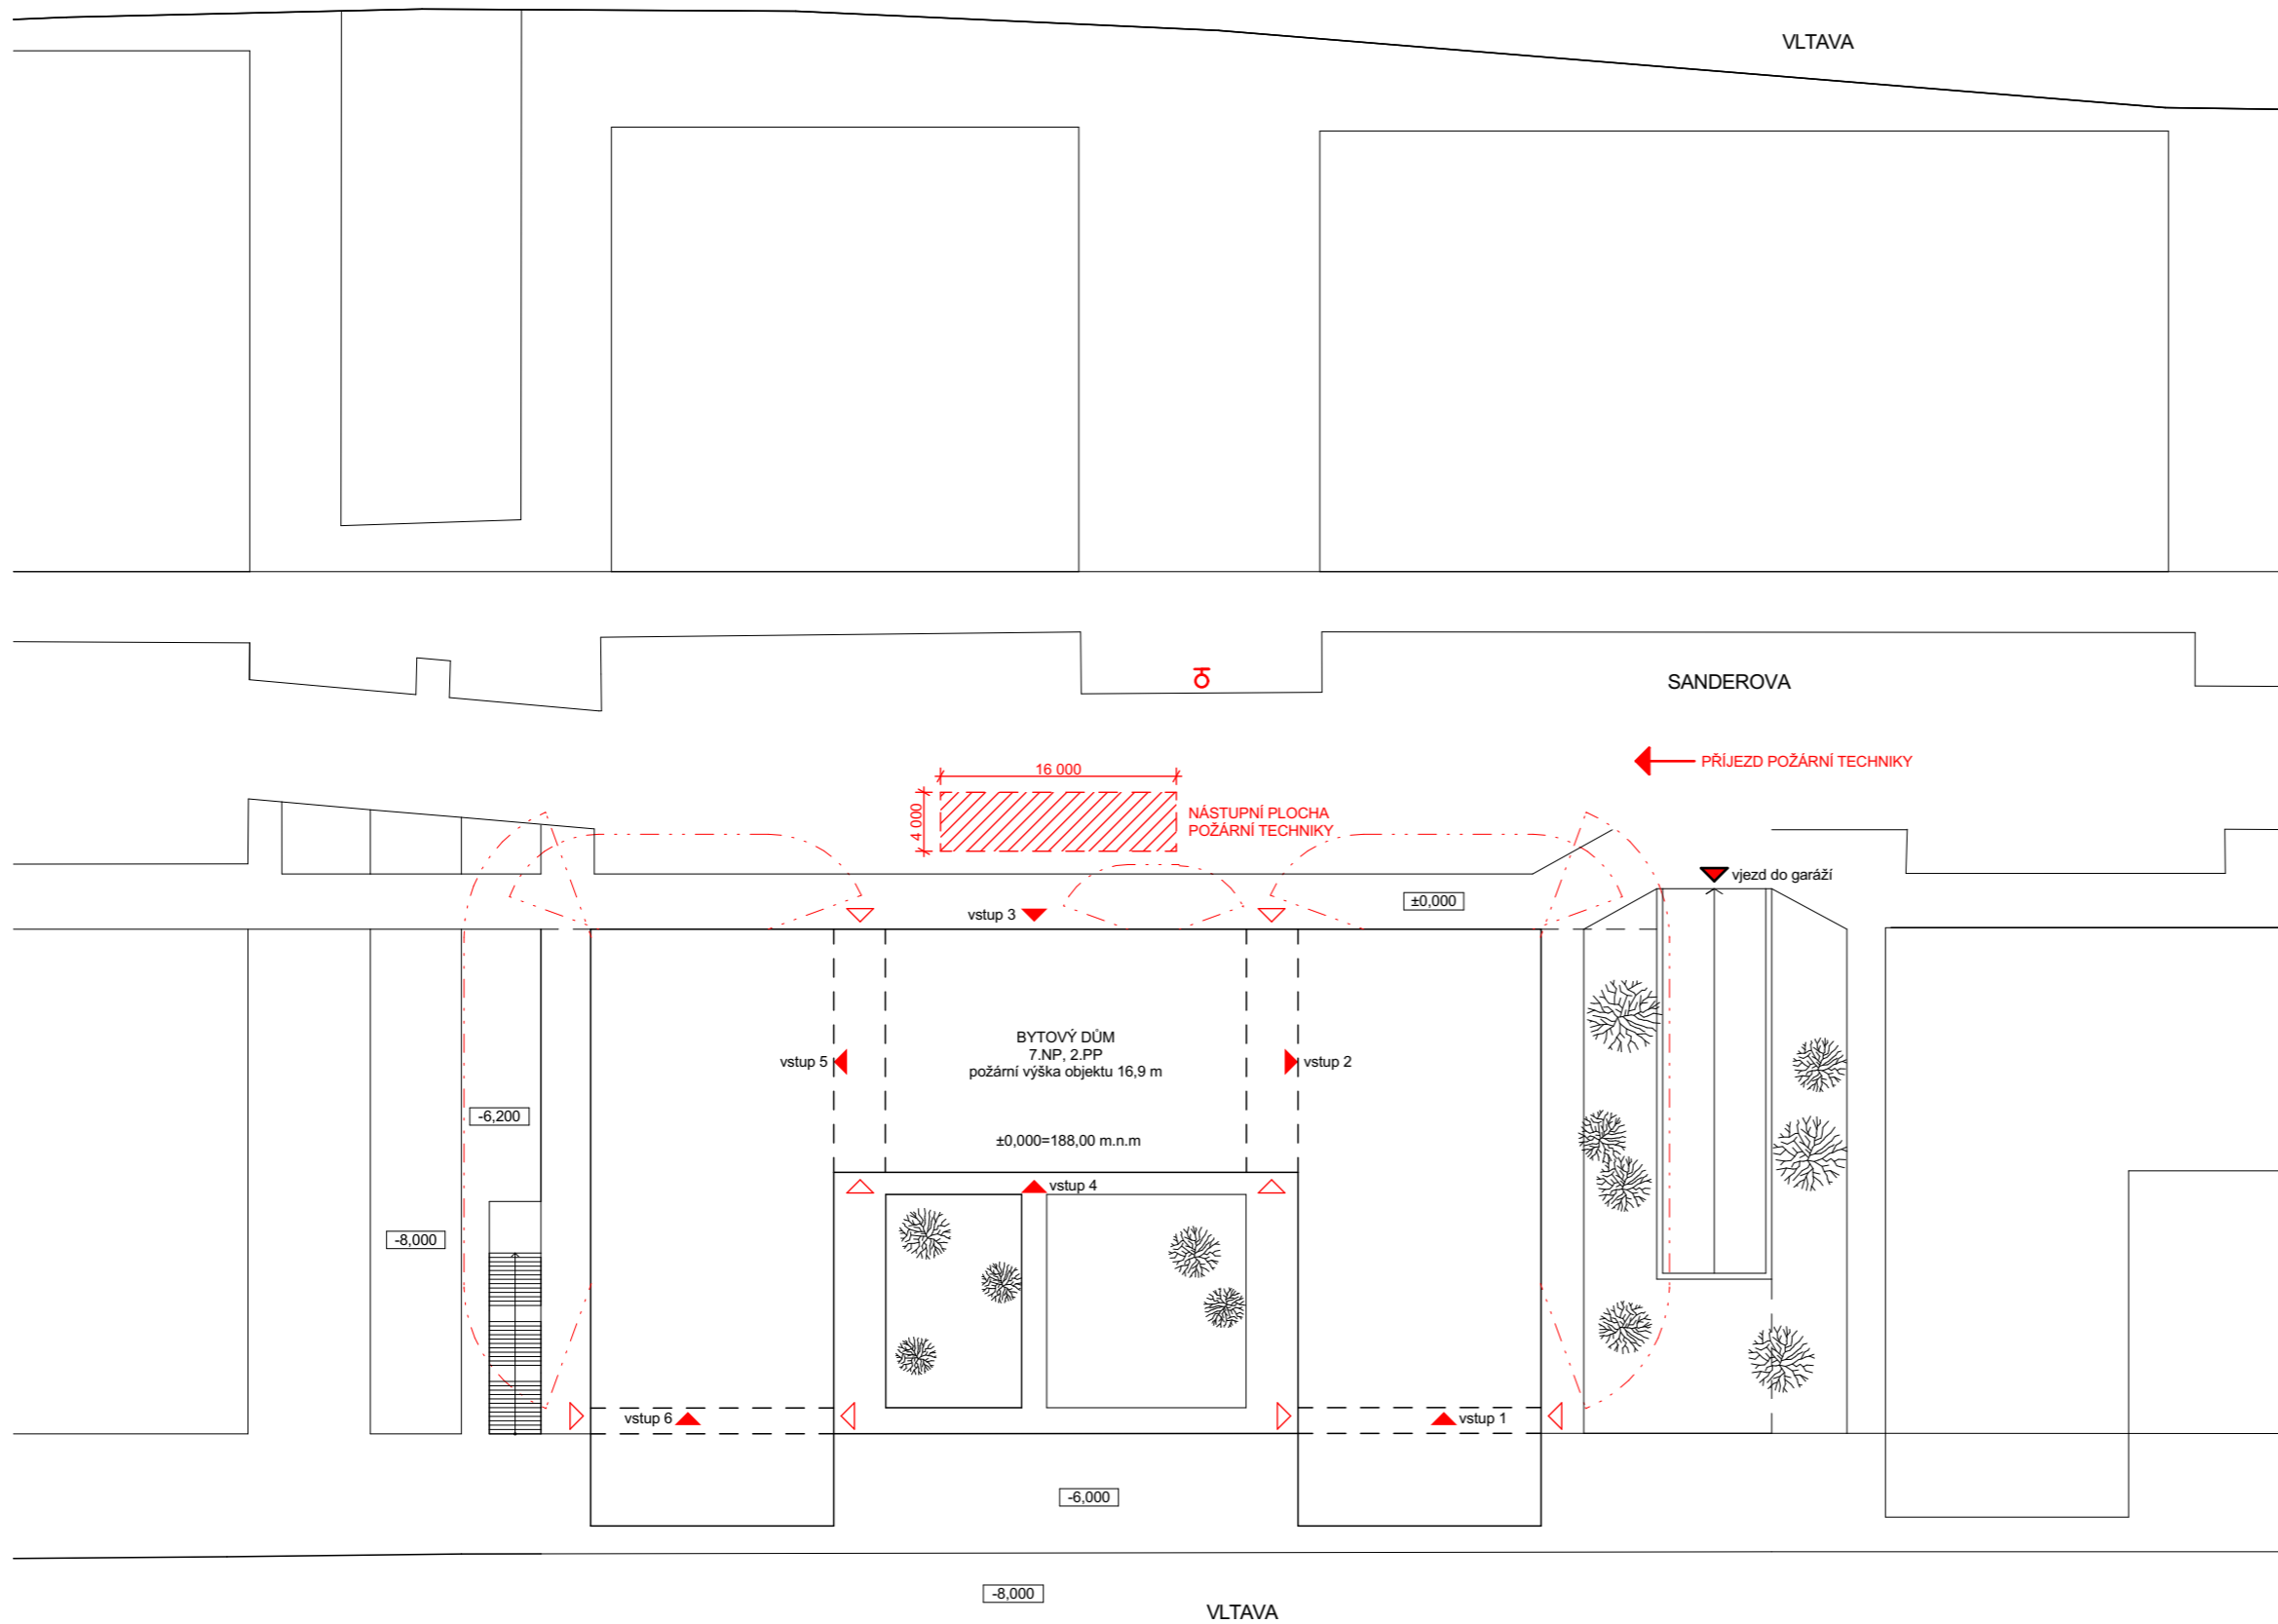 VLTAVA
SANDEROVA
PŘÍJEZD POŽÁRNÍ TECHNIKY
16 000
4 000
NÁSTUPNÍ PLOCHA
POŽÁRNÍ TECHNIKY
vjezd do garáží
±0,000
vstup 3
BYTOVÝ DŮM
7.NP, 2.PP
požární výška objektu 16,9 m
vstup 5
vstup 2
-6,200
±0,000=188,00 m.n.m
vstup 4
-8,000
vstup 6
vstup 1
-6,000
-8,000
VLTAVA